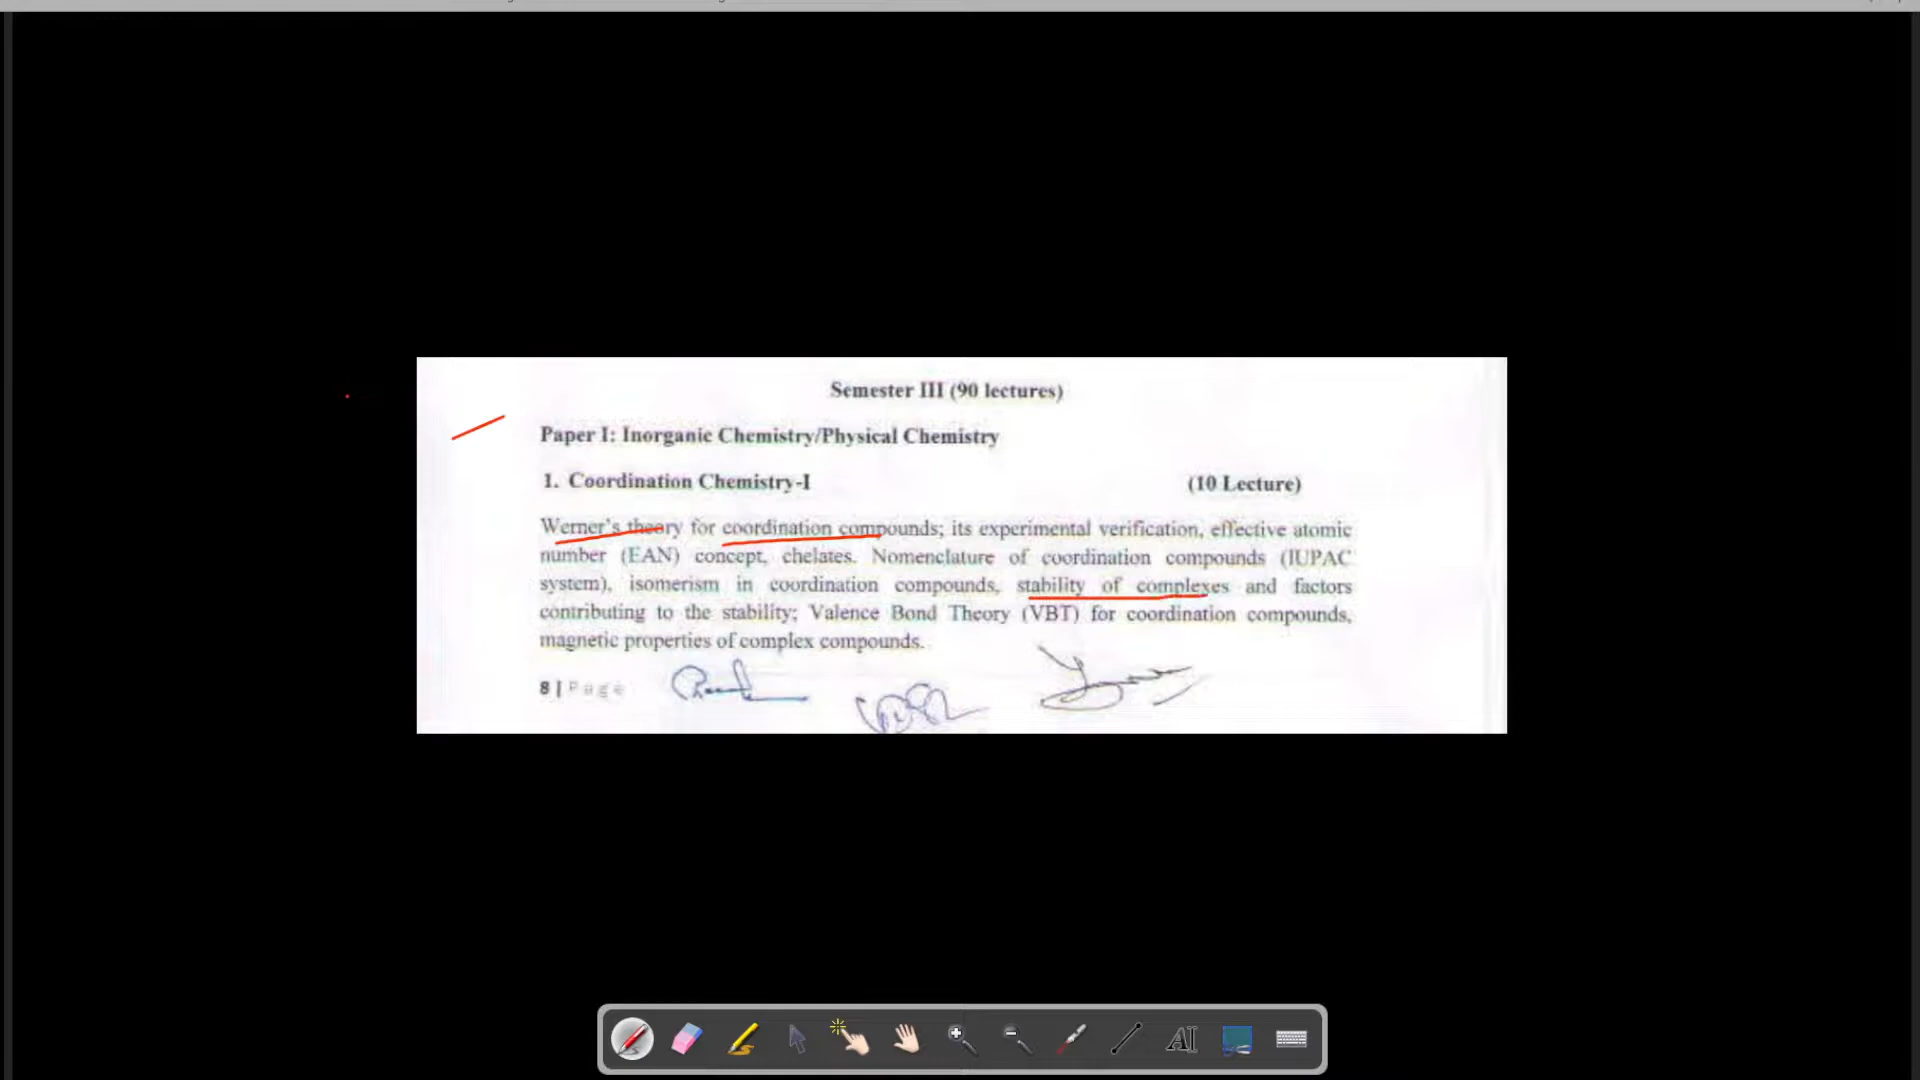 Semester III (90 lectures)
Paper I: Inorganic Chemistry/Physical Chemistry
1. Coordination Chemistry-I (10 Lecture)
Werner's theory for coordination compounds; its experimental verification, effective atomic
number (EAN) concept, chelates. Nomenclature of coordination compounds (IUPAC
system), isomerism in coordination compounds, stability of complexes and factors
contributing to the stability; Valence Bond Theory (VBT) for coordination compounds,
magnetic properties of complex compounds.
8 | Page
AI